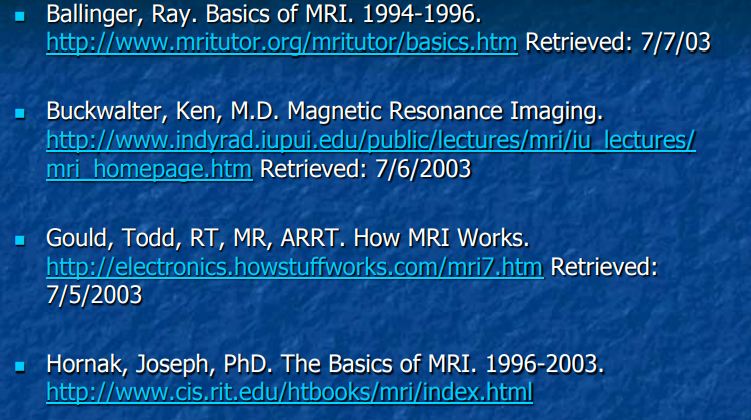 Ballinger, Ray. Basics of MRI. 1994-1996.
http://www.mritutor.org/mritutor/basics.htm Retrieved: 7/7/03
Buckwalter, Ken, M.D. Magnetic Resonance Imaging.
http://www.indyrad.iupui.edu/public/lectures/mri/iu_lectures/
mri_homepage.htm Retrieved: 7/6/2003
Gould, Todd, RT, MR, ARRT. How MRI Works.
http://electronics.howstuffworks.com/mri7.htm Retrieved:
7/5/2003
Hornak, Joseph, PhD. The Basics of MRI. 1996-2003.
http://www.cis.rit.edu/htbooks/mri/index.html